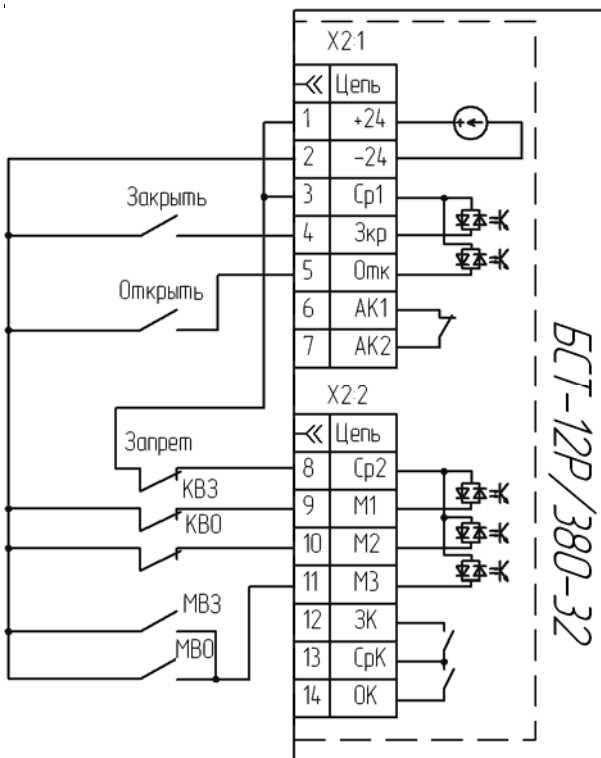 X2:1
Цепь
1 +24
2 -24
3 Ср1
4 Зкр
5 Отк
6 АК1
7 АК2
Закрыть
Открыть
X2:2
Цепь
8 Ср2
9 М1
10 М2
11 М3
12 ЗК
13 СрК
14 ОК
Запрет
КВЗ
КВО
МВЗ
МВО
БСТ-12Р/380-32